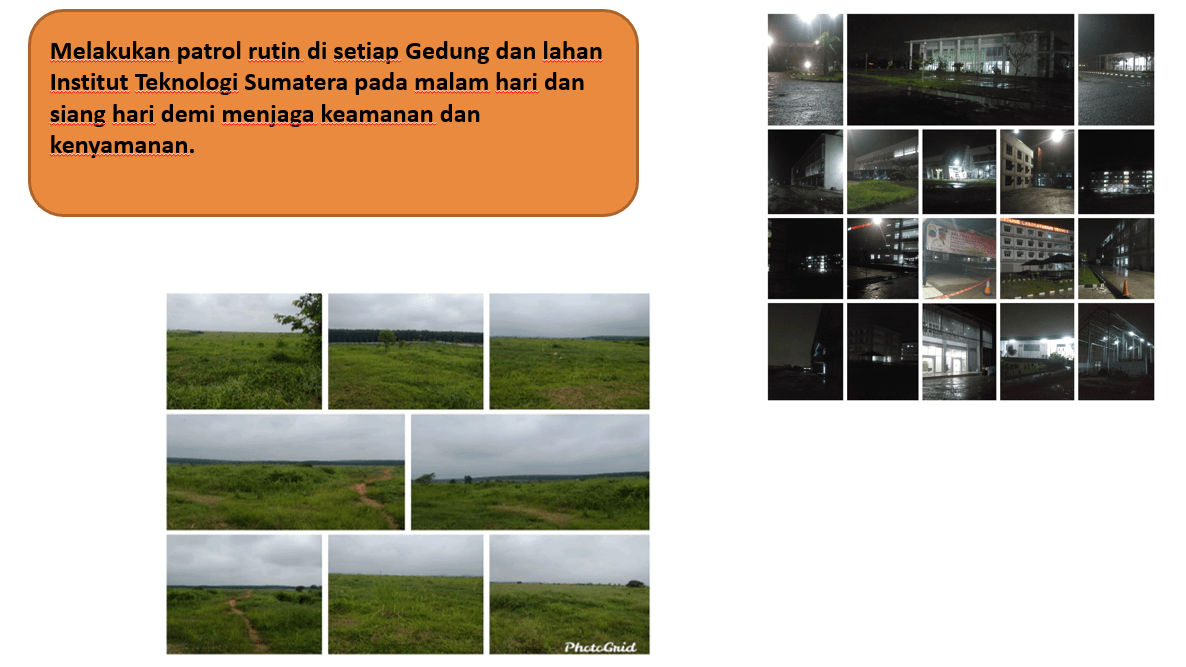 Melakukan patrol rutin di setiap Gedung dan lahan
Institut Teknologi Sumatera pada malam hari dan
siang hari demi menjaga keamanan dan
kenyamanan.
PhotoGrid